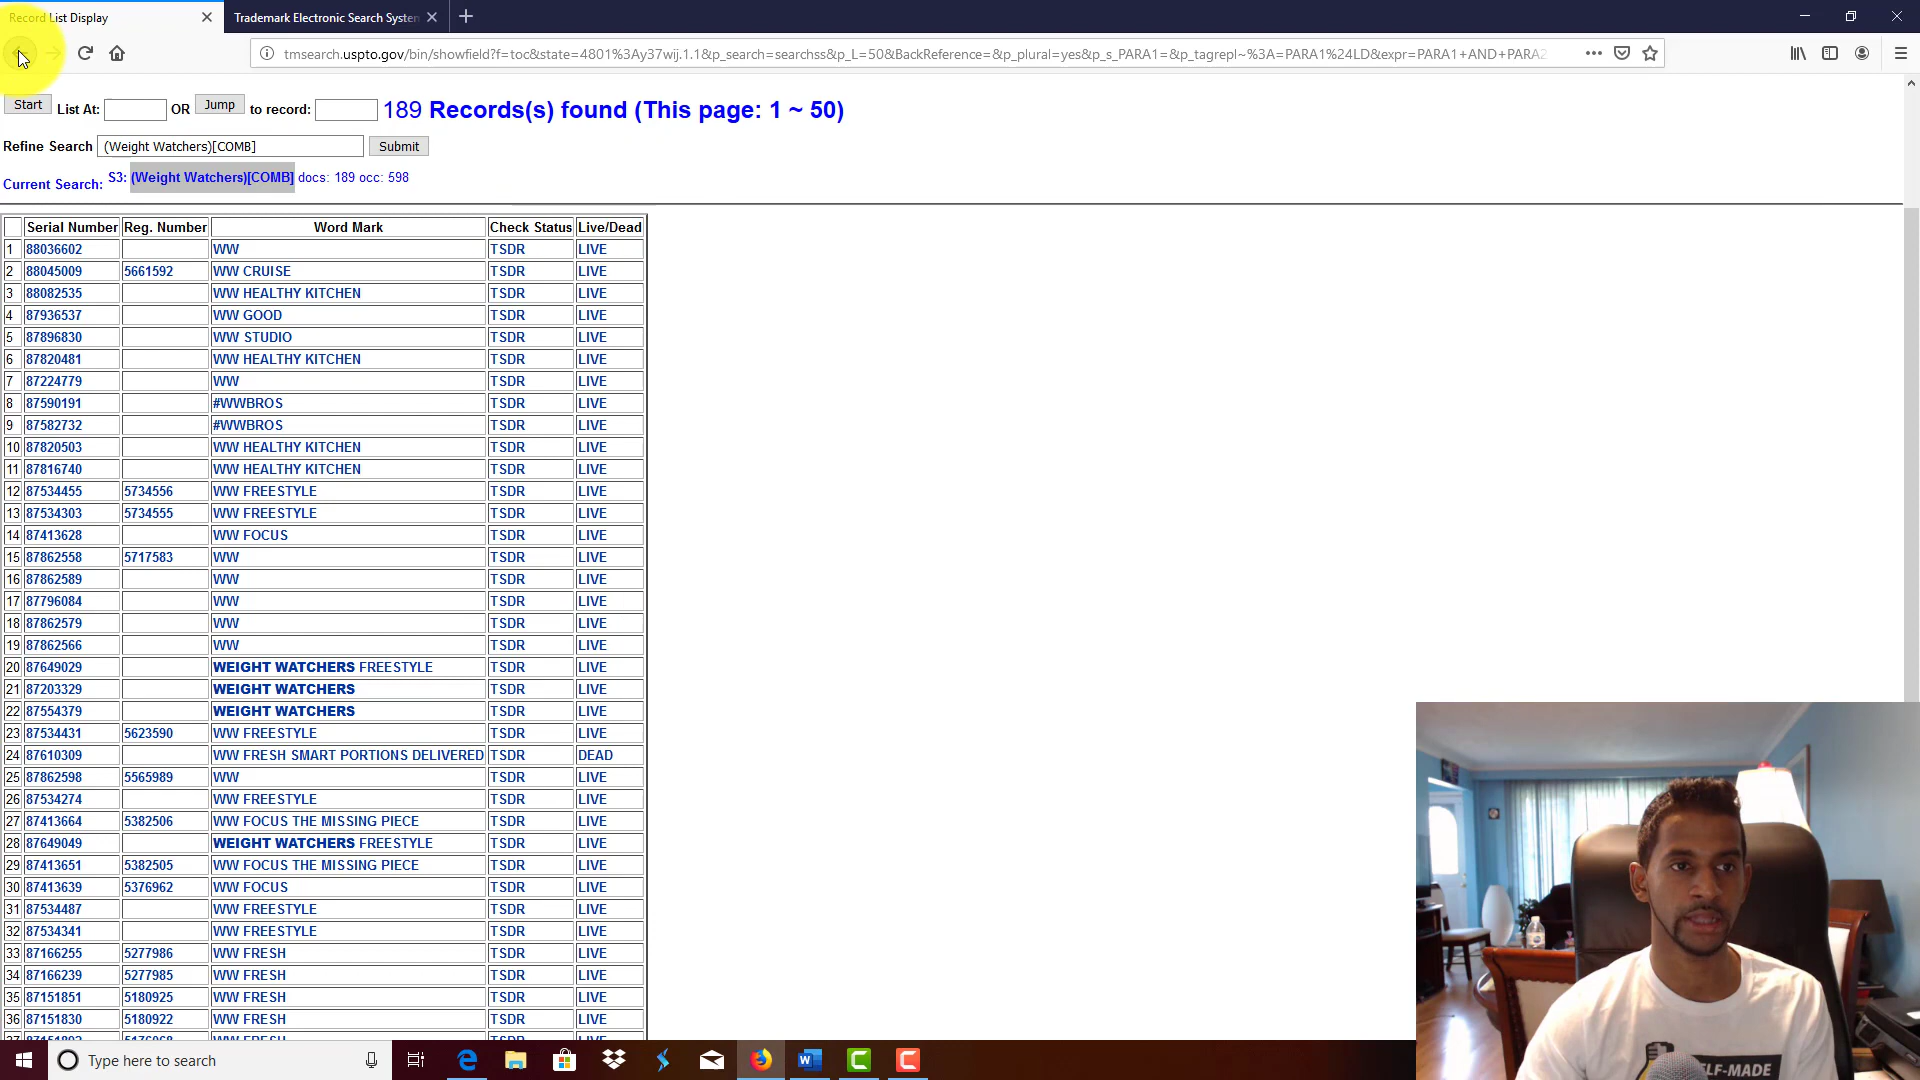 Record List Display
Trademark Electronic Search System
tmsearch.uspto.gov/bin/showfield?f=toc&state=4801%3Ay37wij.1.1&p_search=searchss&p_L=50&BackReference=&p_plural=yes&p_s_PARA1=&p_tagrepl~%3A=PARA1%24LD&expr=PARA1+AND+PARA2
Start List At: OR Jump to record: 189 Records(s) found (This page: 1 ~ 50)
Refine Search (Weight Watchers)[COMB] Submit
Current Search: S3: (Weight Watchers)[COMB] docs: 189 occ: 598
Serial Number Reg. Number Word Mark Check Status Live/Dead
1 88036602 WW TSDR LIVE
2 88045009 5661592 WW CRUISE TSDR LIVE
3 88082535 WW HEALTHY KITCHEN TSDR LIVE
4 87936537 WW GOOD TSDR LIVE
5 87896830 WW STUDIO TSDR LIVE
6 87820481 WW HEALTHY KITCHEN TSDR LIVE
7 87224779 WW TSDR LIVE
8 87590191 #WWBROS TSDR LIVE
9 87582732 #WWBROS TSDR LIVE
10 87820503 WW HEALTHY KITCHEN TSDR LIVE
11 87816740 WW HEALTHY KITCHEN TSDR LIVE
12 87534455 5734556 WW FREESTYLE TSDR LIVE
13 87534303 5734555 WW FREESTYLE TSDR LIVE
14 87413628 WW FOCUS TSDR LIVE
15 87862558 5717583 WW TSDR LIVE
16 87862589 WW TSDR LIVE
17 87796084 WW TSDR LIVE
18 87862579 WW TSDR LIVE
19 87862566 WW TSDR LIVE
20 87649029 WEIGHT WATCHERS FREESTYLE TSDR LIVE
21 87203329 WEIGHT WATCHERS TSDR LIVE
22 87554379 WEIGHT WATCHERS TSDR LIVE
23 87534431 5623590 WW FREESTYLE TSDR LIVE
24 87610309 WW FRESH SMART PORTIONS DELIVERED TSDR DEAD
25 87862598 5565989 WW TSDR LIVE
26 87534274 WW FREESTYLE TSDR LIVE
27 87413664 5382506 WW FOCUS THE MISSING PIECE TSDR LIVE
28 87649049 WEIGHT WATCHERS FREESTYLE TSDR LIVE
29 87413651 5382505 WW FOCUS THE MISSING PIECE TSDR LIVE
30 87413639 5376962 WW FOCUS TSDR LIVE
31 87534487 WW FREESTYLE TSDR LIVE
32 87534341 WW FREESTYLE TSDR LIVE
33 87166255 5277986 WW FRESH TSDR LIVE
34 87166239 5277985 WW FRESH TSDR LIVE
35 87151851 5180925 WW FRESH TSDR LIVE
36 87151830 5180922 WW FRESH TSDR LIVE
Type here to search
ELF-MADE